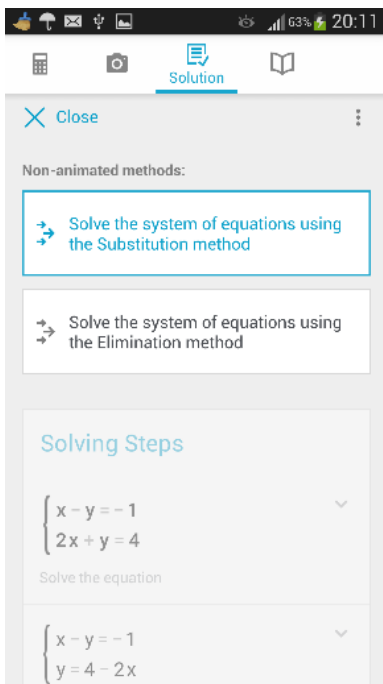 63% 20:11
Solution
Close
Non-animated methods:
Solve the system of equations using
the Substitution method
Solve the system of equations using
the Elimination method
Solving Steps
x - y = - 1
2x + y = 4
Solve the equation
x - y = - 1
y = 4 - 2x